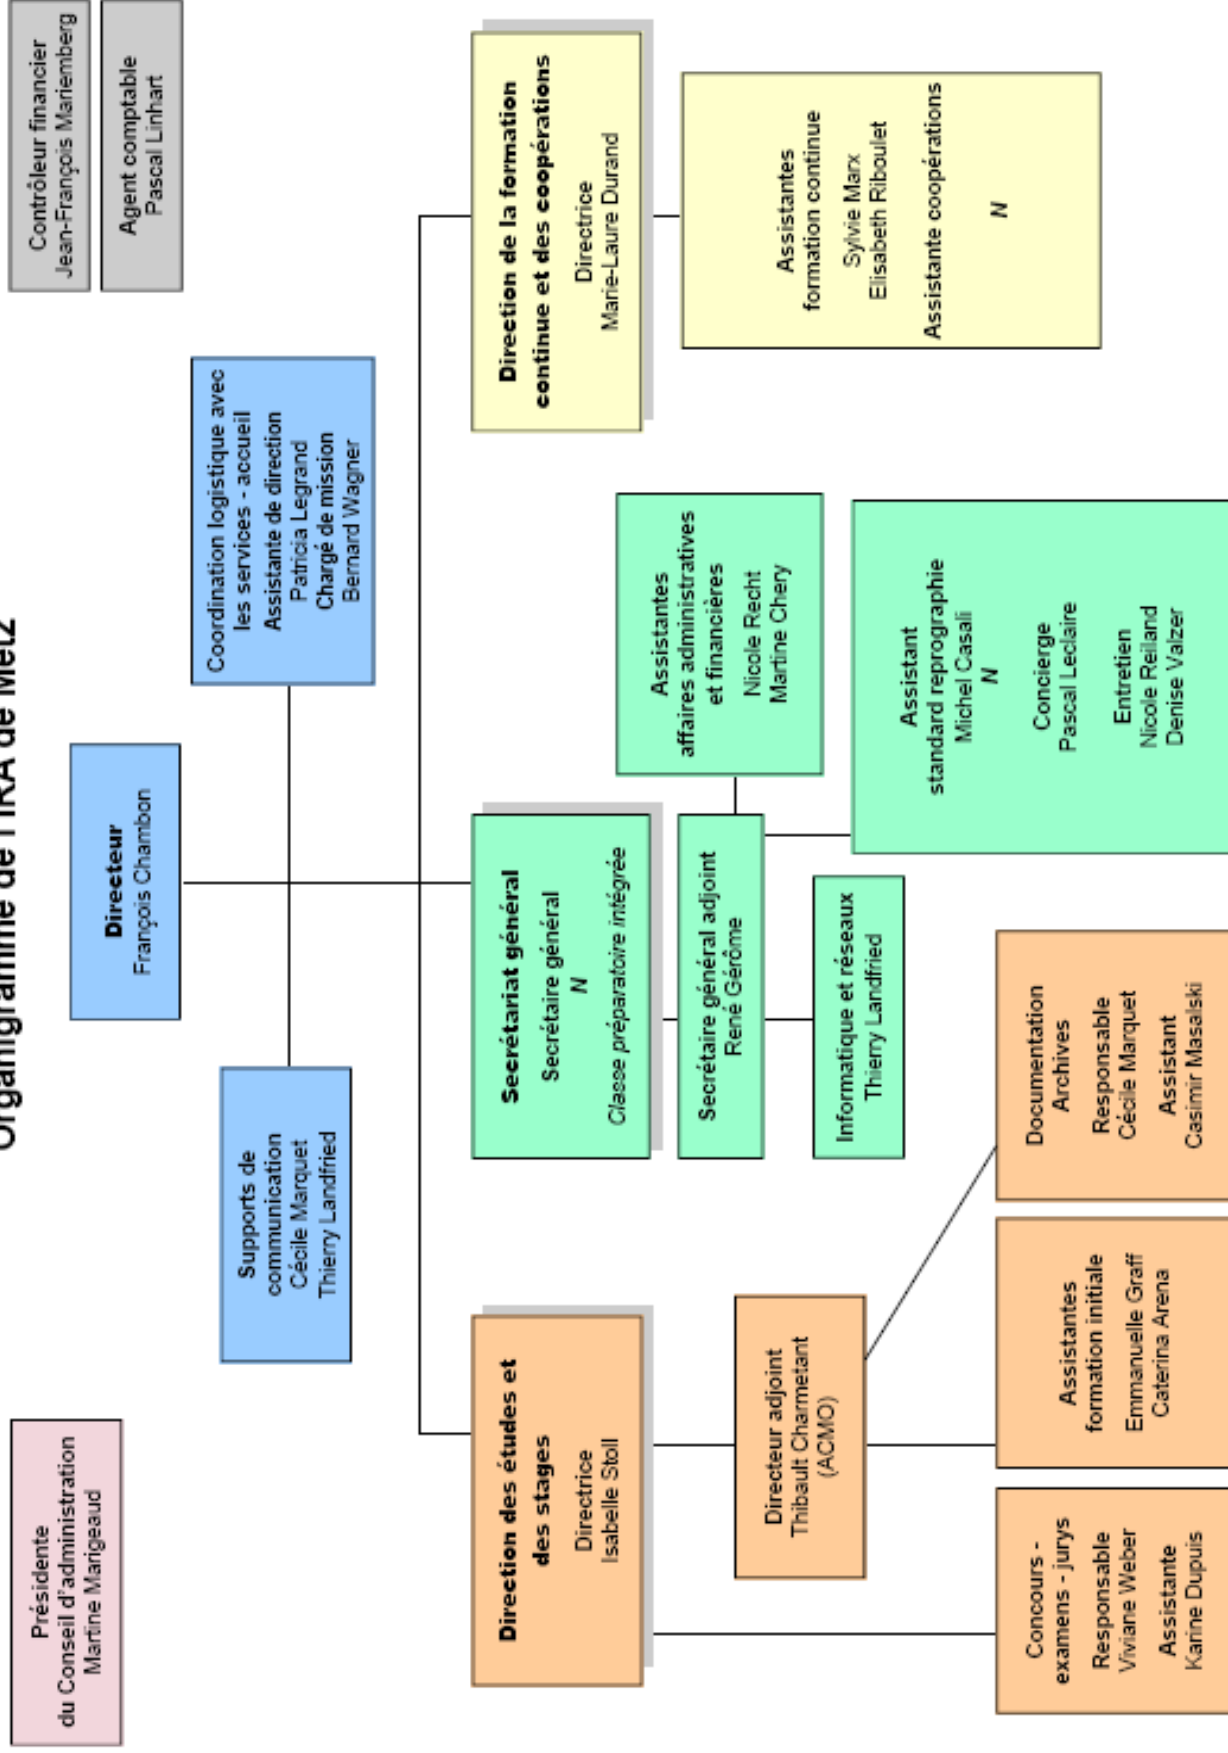 Organigramme de l'IRA de Metz
Présidente
du Conseil d'administration
Martine Marigeaud
Directeur
François Chambon
Contrôleur financier
Jean-François Mariemberg
Agent comptable
Pascal Linhart
Supports de
communication
Cécile Marquet
Thierry Landfried
Coordination logistique avec
les services - accueil
Assistante de direction
Patricia Legrand
Chargé de mission
Bernard Wagner
Direction des études et
des stages
Directrice
Isabelle Stoll
Secrétariat général
Secrétaire général
N
Classe préparatoire intégrée
Direction de la formation
continue et des coopérations
Directrice
Marie-Laure Durand
Directeur adjoint
Thibault Charmetant
(ACMO)
Secrétaire général adjoint
René Gérôme
Assistantes
affaires administratives
et financières
Nicole Recht
Martine Chery
Assistantes
formation continue
Sylvie Marx
Elisabeth Riboulet
Assistante coopérations
N
Informatique et réseaux
Thierry Landfried
Assistant
standard reprographie
Michel Casali
N
Concierge
Pascal Leclaire
Entretien
Nicole Reiland
Denise Valzer
Concours -
examens - jurys
Responsable
Viviane Weber
Assistante
Karine Dupuis
Assistantes
formation initiale
Emmanuelle Graff
Caterina Arena
Documentation
Archives
Responsable
Cécile Marquet
Assistant
Casimir Masalski